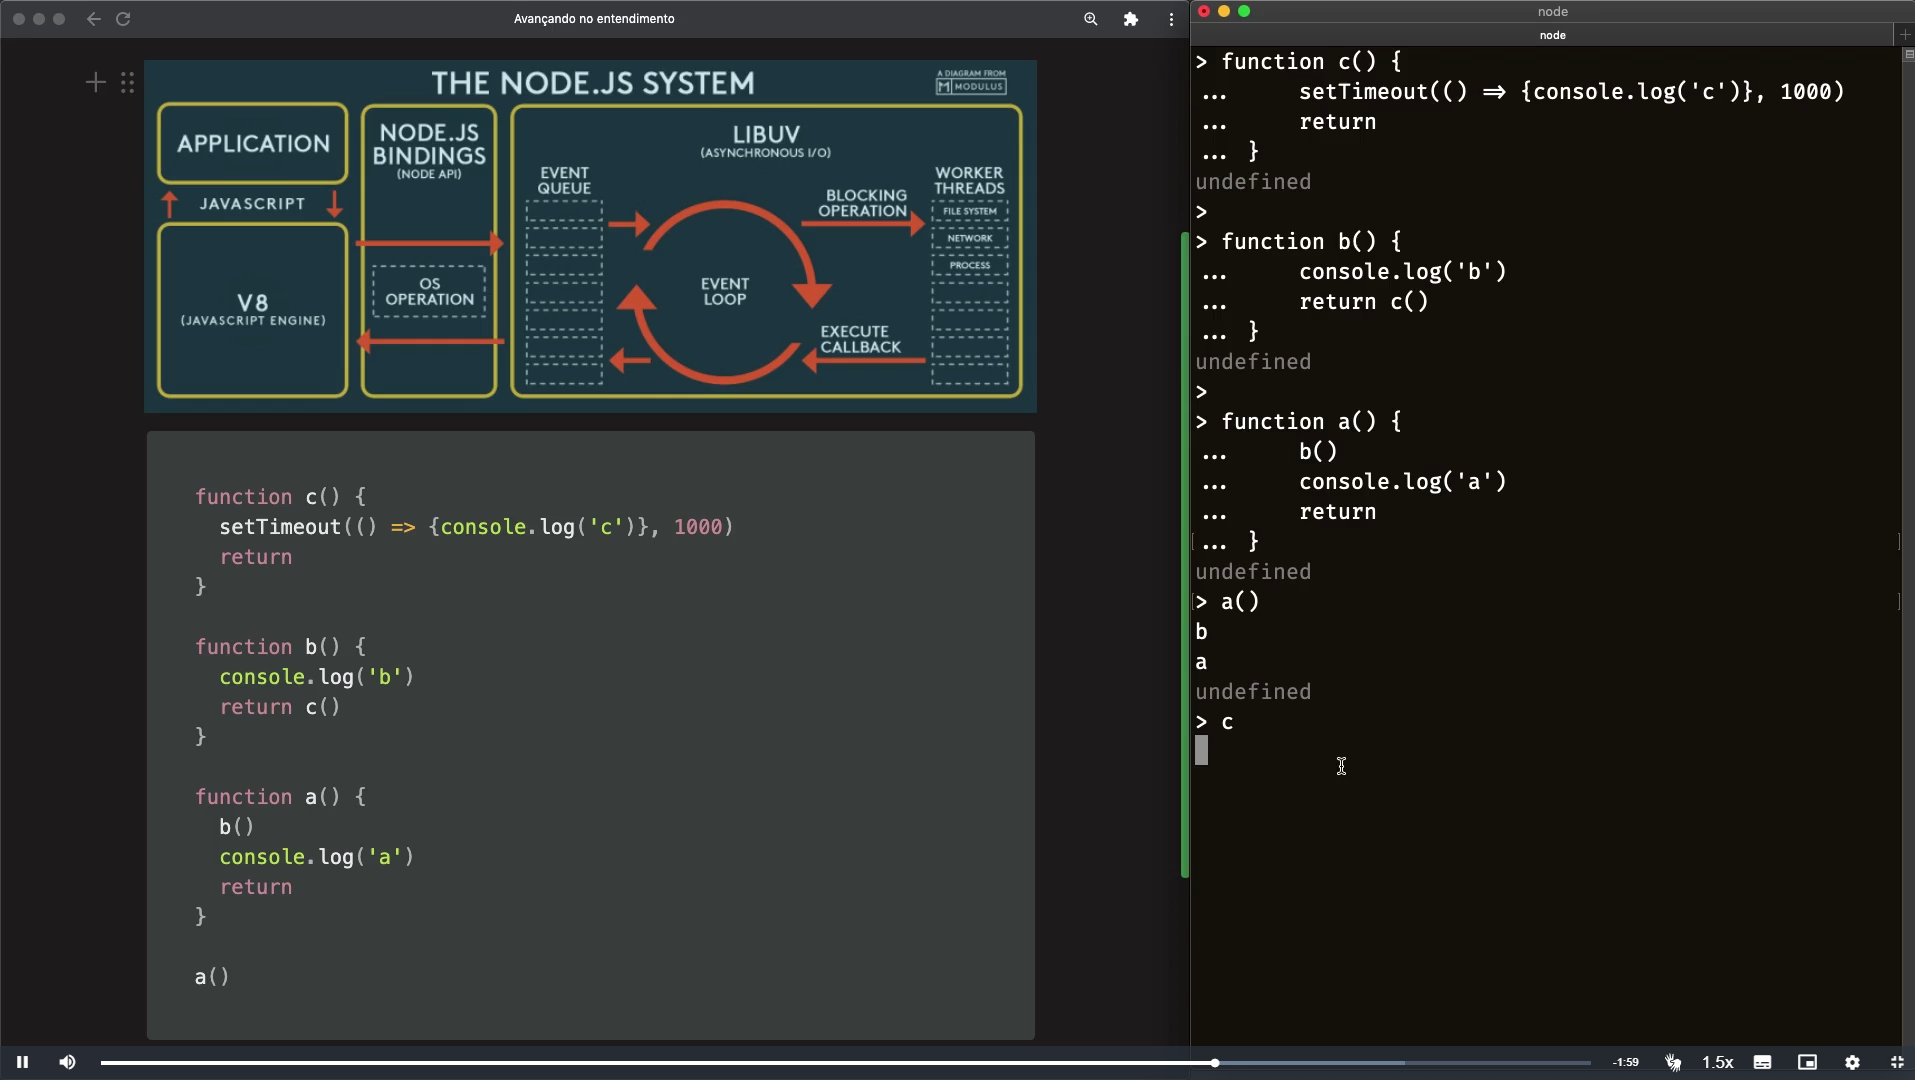 Avançando no entendimento
THE NODE.JS SYSTEM
A DIAGRAM FROM
MODULUS
APPLICATION
JAVASCRIPT
V8
(JAVASCRIPT ENGINE)
NODE.JS
BINDINGS
(NODE API)
OS
OPERATION
LIBUV
(ASYNCHRONOUS I/O)
EVENT
QUEUE
EVENT
LOOP
BLOCKING
OPERATION
EXECUTE
CALLBACK
WORKER
THREADS
FILE SYSTEM
NETWORK
PROCESS
function c() {
  setTimeout(() => {console.log('c')}, 1000)
  return
}
function b() {
  console.log('b')
  return c()
}
function a() {
  b()
  console.log('a')
  return
}
a()
node
node
> function c() {
...     setTimeout(() => {console.log('c')}, 1000)
...     return
... }
undefined
>
> function b() {
...     console.log('b')
...     return c()
... }
undefined
>
> function a() {
...     b()
...     console.log('a')
...     return
[... }                    ]
undefined
[> a()                    ]
b
a
undefined
> c
-1:59
1.5x